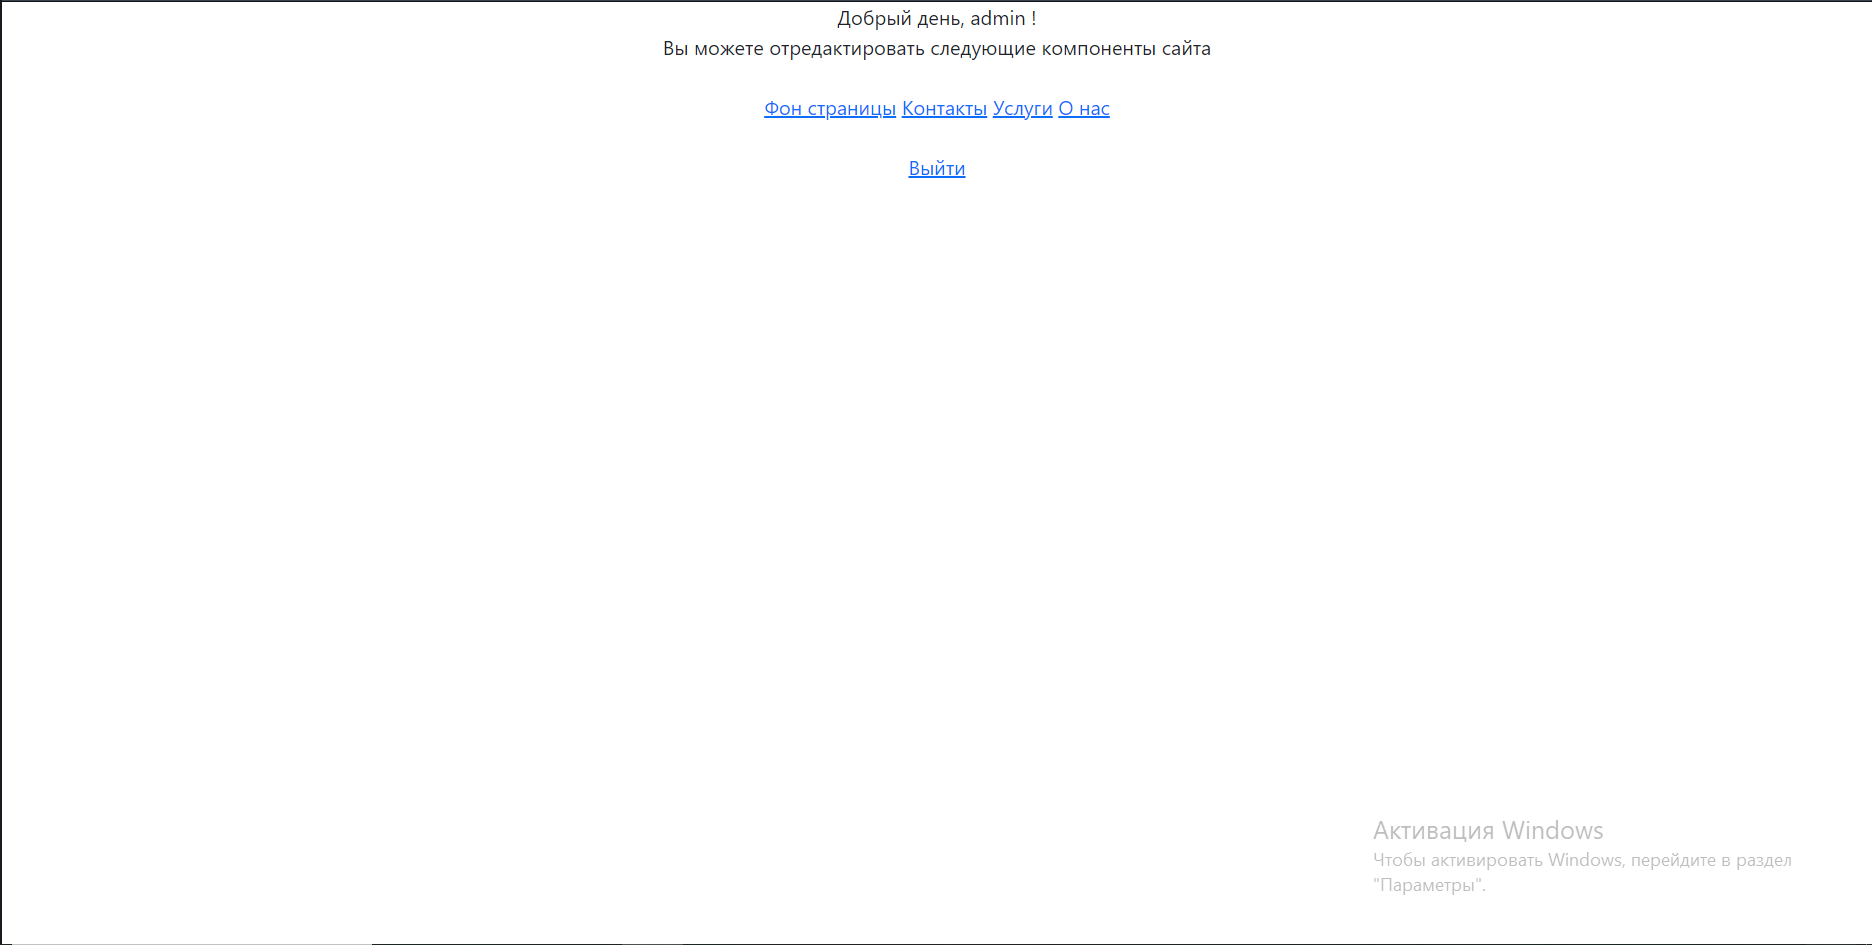 Добрый день, admin !
Вы можете отредактировать следующие компоненты сайта
Фон страницы Контакты Услуги О нас
Выйти
Активация Windows
Чтобы активировать Windows, перейдите в раздел
"Параметры".